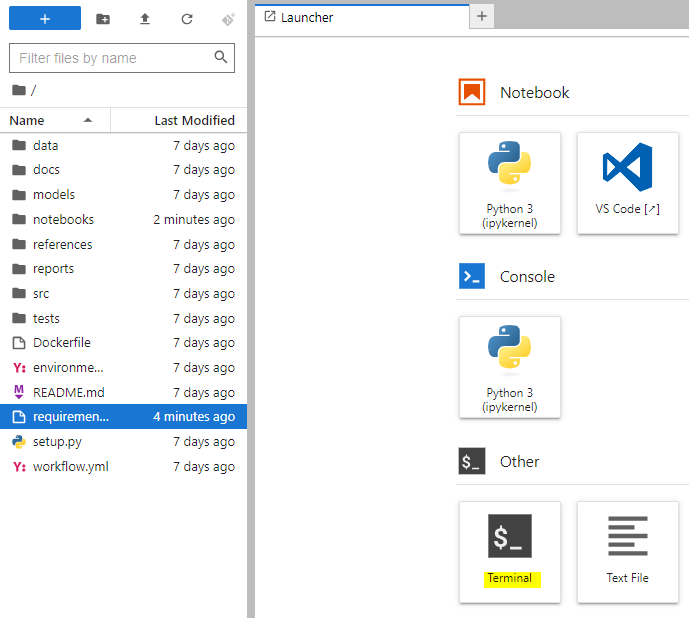 +
Filter files by name
/
Name Last Modified
data 7 days ago
docs 7 days ago
models 7 days ago
notebooks 2 minutes ago
references 7 days ago
reports 7 days ago
src 7 days ago
tests 7 days ago
Dockerfile 7 days ago
Y: environme... 7 days ago
M README.md 7 days ago
requiremen... 4 minutes ago
setup.py 7 days ago
Y: workflow.yml 7 days ago
Launcher +
Notebook
Python 3
(ipykernel)
VS Code [↗]
>_ Console
Python 3
(ipykernel)
$_ Other
$_
Terminal
Text File